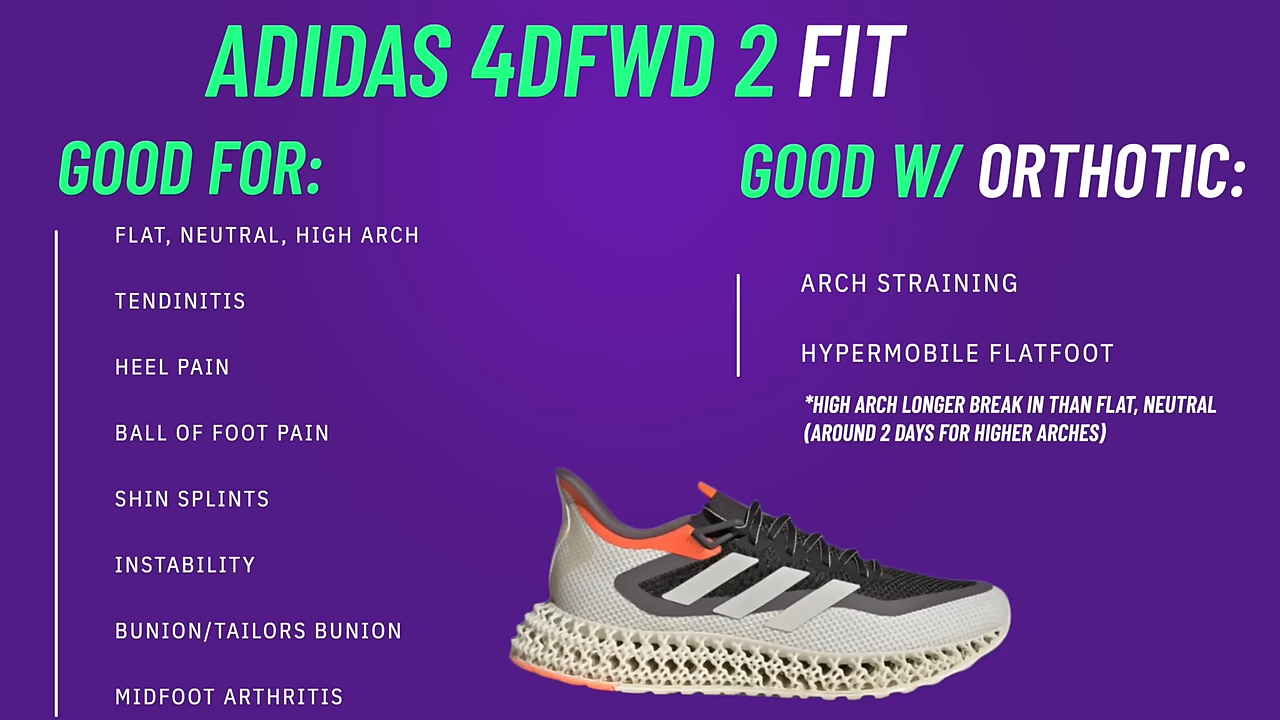 ADIDAS 4DFWD 2 FIT
GOOD FOR:
FLAT, NEUTRAL, HIGH ARCH
TENDINITIS
HEEL PAIN
BALL OF FOOT PAIN
SHIN SPLINTS
INSTABILITY
BUNION/TAILORS BUNION
MIDFOOT ARTHRITIS
GOOD W/ ORTHOTIC:
ARCH STRAINING
HYPERMOBILE FLATFOOT
*HIGH ARCH LONGER BREAK IN THAN FLAT, NEUTRAL
(AROUND 2 DAYS FOR HIGHER ARCHES)